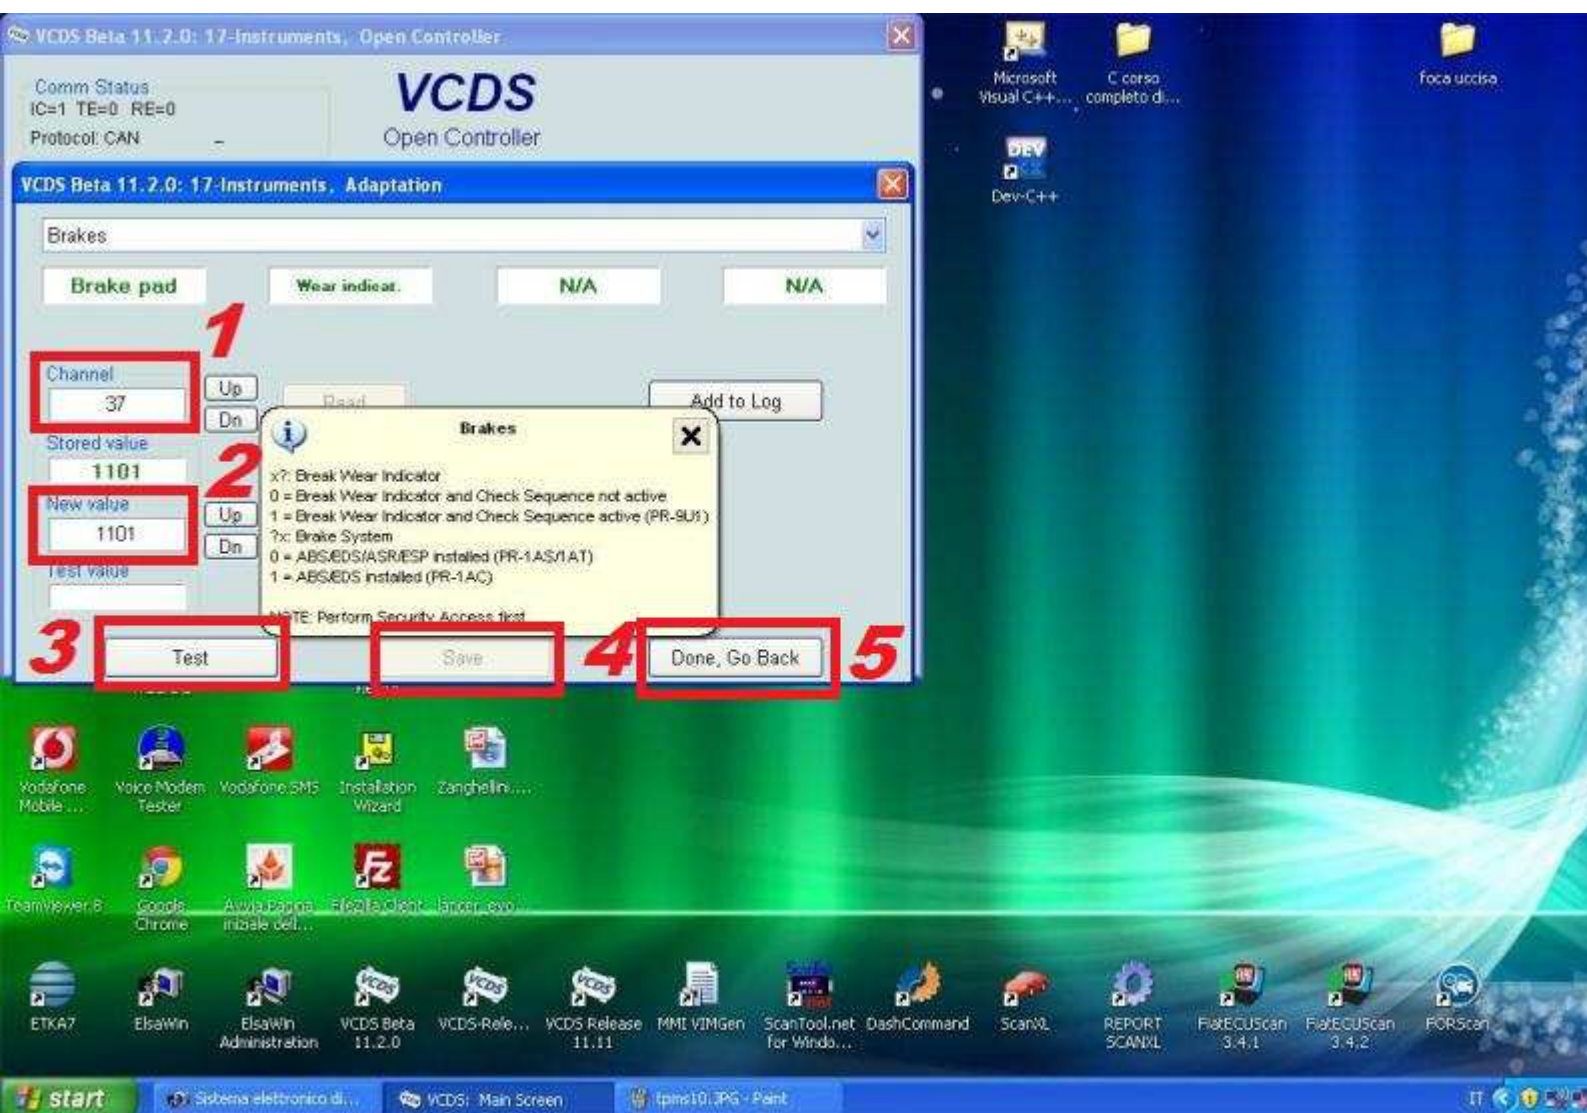 VCDS Beta 11.2.0: 17-Instruments, Open Controller
Comm Status
IC=1 TE=0 RE=0
Protocol: CAN
VCDS
Open Controller
VCDS Beta 11.2.0: 17-Instruments, Adaptation
Brakes
Brake pad
Wear indicat.
N/A
N/A
1
Channel
37
Up
Dn
Read
Add to Log
Stored value
1101
2
New value
1101
Up
Dn
Test value
Brakes
x?: Break Wear Indicator
0 = Break Wear Indicator and Check Sequence not active
1 = Break Wear Indicator and Check Sequence active (PR-9U1)
?x: Brake System
0 = ABS/EDS/ASR/ESP installed (PR-1AS/1AT)
1 = ABS/EDS installed (PR-1AC)
NOTE: Perform Security Access first
3
Test
Save
4
Done, Go Back
5
Microsoft
Visual C++...
C corso
completo di...
foca uccisa
DEV
Dev-C++
Vodafone
Mobile ...
Voice Modem
Tester
Vodafone SMS
Installation
Wizard
Zanghellini....
Teamviewer 8
Google
Chrome
Avvia Pagina
iniziale dell...
Fz
FileZilla Client
lancer_evo...
ETKA7
ElsaWin
ElsaWin
Administration
VCDS
VCDS Beta
11.2.0
VCDS
VCDS-Rele...
VCDS
VCDS Release
11.11
MMI VIMGen
ScanTool.net
for Windo...
DashCommand
ScanXL
REPORT
SCANXL
FiatECUScan
3.4.1
FiatECUScan
3.4.2
FORScan
start
Sistema elettronico di...
VCDS: Main Screen
tpms10.JPG - Paint
IT